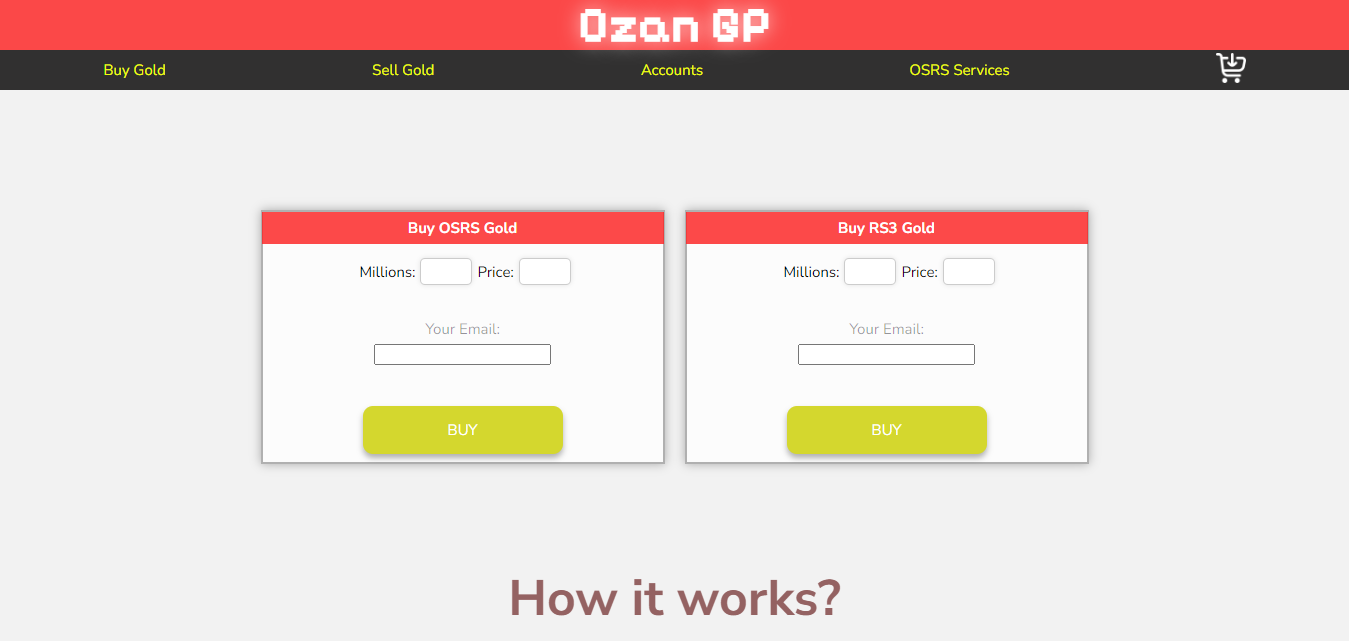 Ozan GP
Buy Gold Sell Gold Accounts OSRS Services
Buy OSRS Gold
Millions: Price:
Your Email:
BUY
Buy RS3 Gold
Millions: Price:
Your Email:
BUY
How it works?